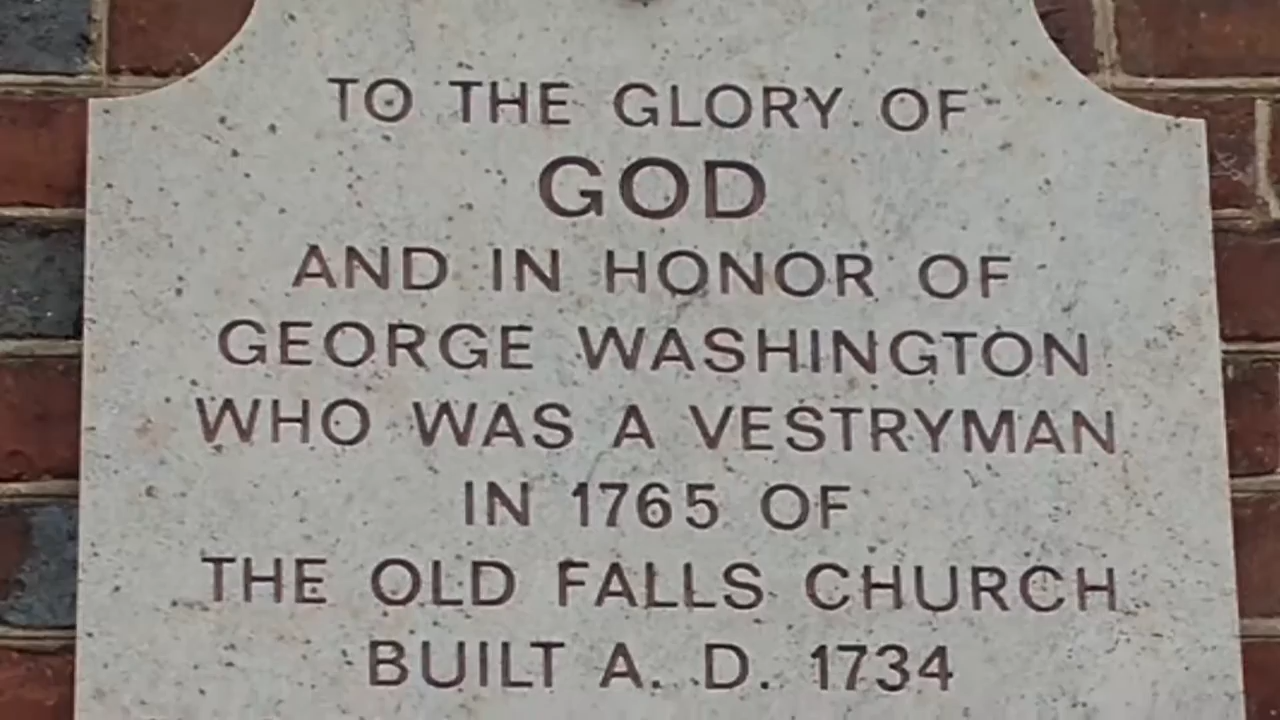 TO THE GLORY OF
GOD
AND IN HONOR OF
GEORGE WASHINGTON
WHO WAS A VESTRYMAN
IN 1765 OF
THE OLD FALLS CHURCH
BUILT A. D. 1734